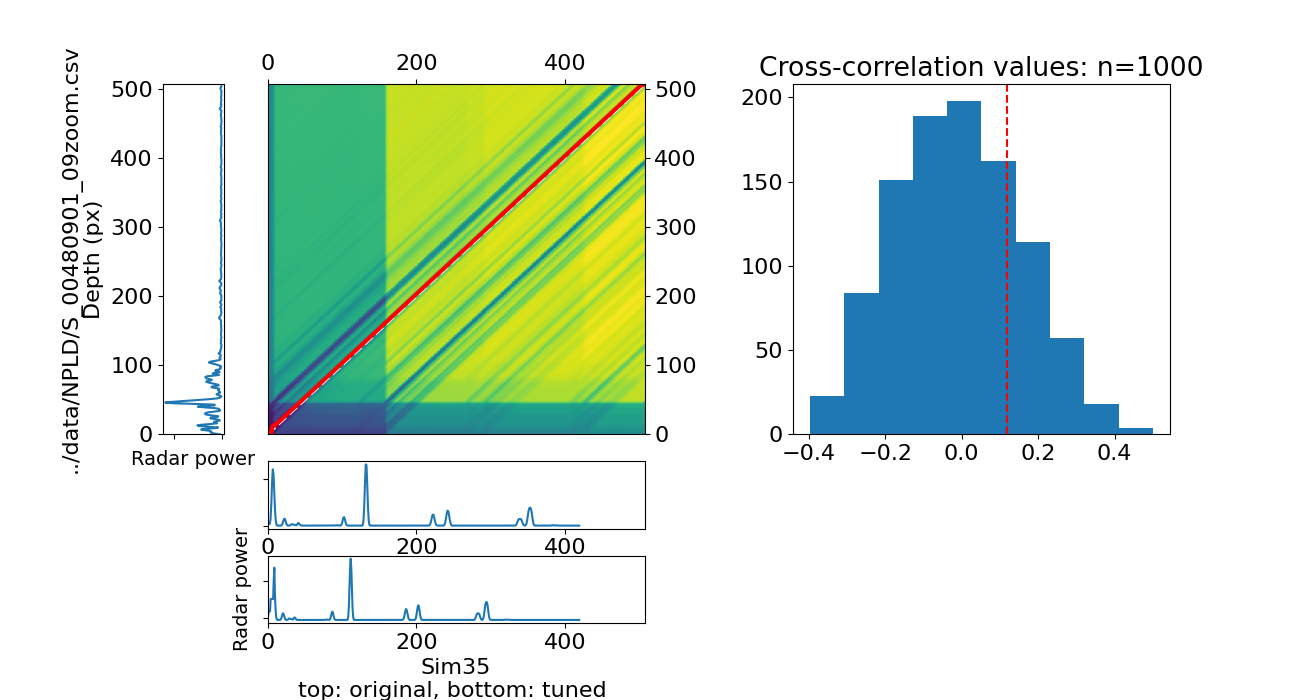 ../data/NPLD/S_00480901_09zoom.csv
Depth (px)
500
400
300
200
100
0
Radar power
0 200 400
500
400
300
200
100
0
0 200 400
Radar power
0 200 400
Sim35
top: original, bottom: tuned
Cross-correlation values: n=1000
200
150
100
50
0
−0.4 −0.2 0.0 0.2 0.4